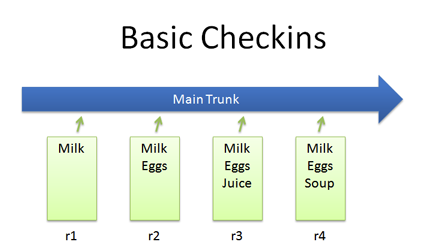 Basic Checkins
Main Trunk
Milk
Milk
Eggs
Milk
Eggs
Juice
Milk
Eggs
Soup
r1
r2
r3
r4